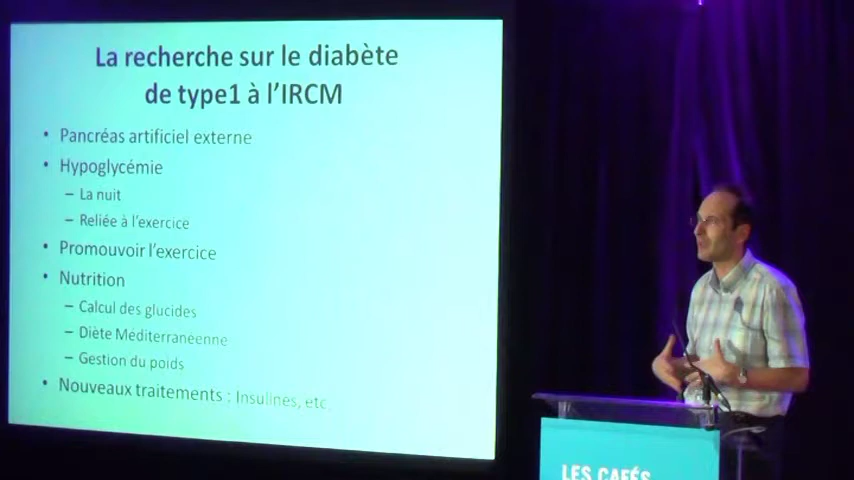 La recherche sur le diabète
de type1 à l'IRCM
• Pancréas artificiel externe
• Hypoglycémie
– La nuit
– Reliée à l'exercice
• Promouvoir l'exercice
• Nutrition
– Calcul des glucides
– Diète Méditerranéenne
– Gestion du poids
• Nouveaux traitements : Insulines, etc.
LES CAFÉS